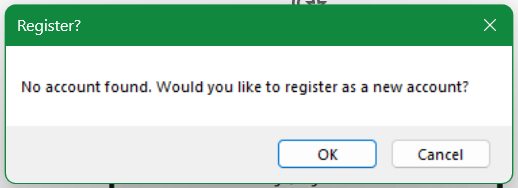 Register?
No account found. Would you like to register as a new account?
OK
Cancel